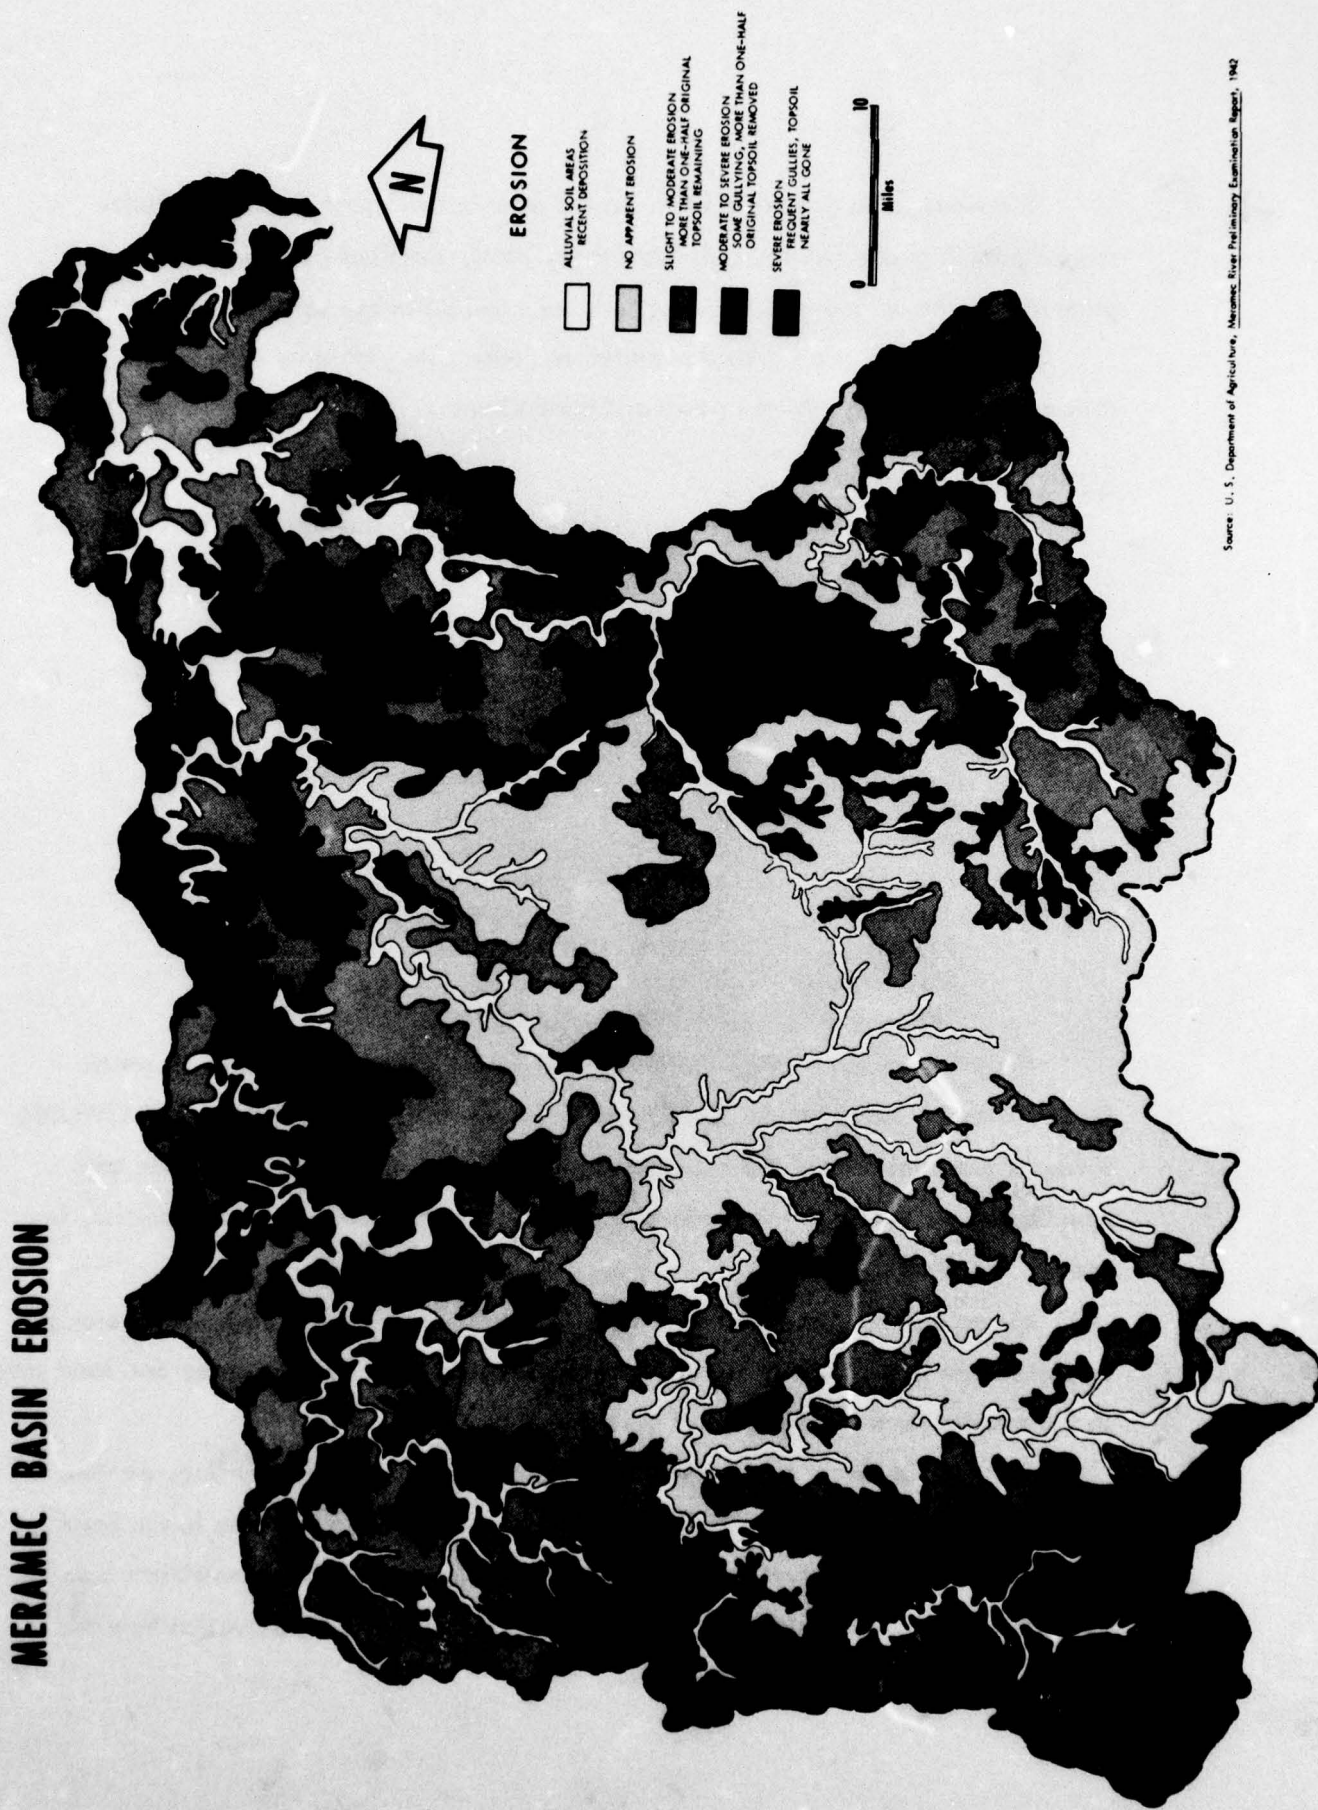 MERAMEC BASIN EROSION
N
EROSION
ALLUVIAL SOIL AREAS
RECENT DEPOSITION
NO APPARENT EROSION
SLIGHT TO MODERATE EROSION
MORE THAN ONE-HALF ORIGINAL
TOPSOIL REMAINING
MODERATE TO SEVERE EROSION
SOME GULLYING, MORE THAN ONE-HALF
ORIGINAL TOPSOIL REMOVED
SEVERE EROSION
FREQUENT GULLIES, TOPSOIL
NEARLY ALL GONE
0 10
Miles
Source: U. S. Department of Agriculture, Meramec River Preliminary Examination Report, 1942